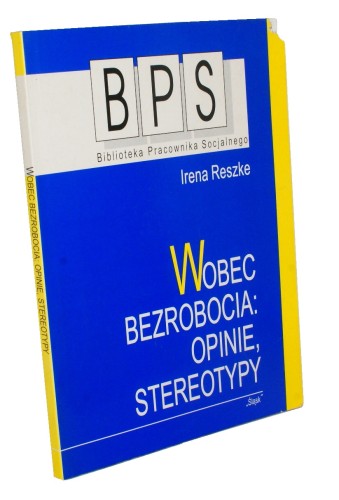 BPS
Biblioteka Pracownika Socjalnego
Irena Reszke
WOBEC
BEZROBOCIA:
OPINIE,
STEREOTYPY
„Śląsk”
WOBEC BEZROBOCIA: OPINIE, STEREOTYPY